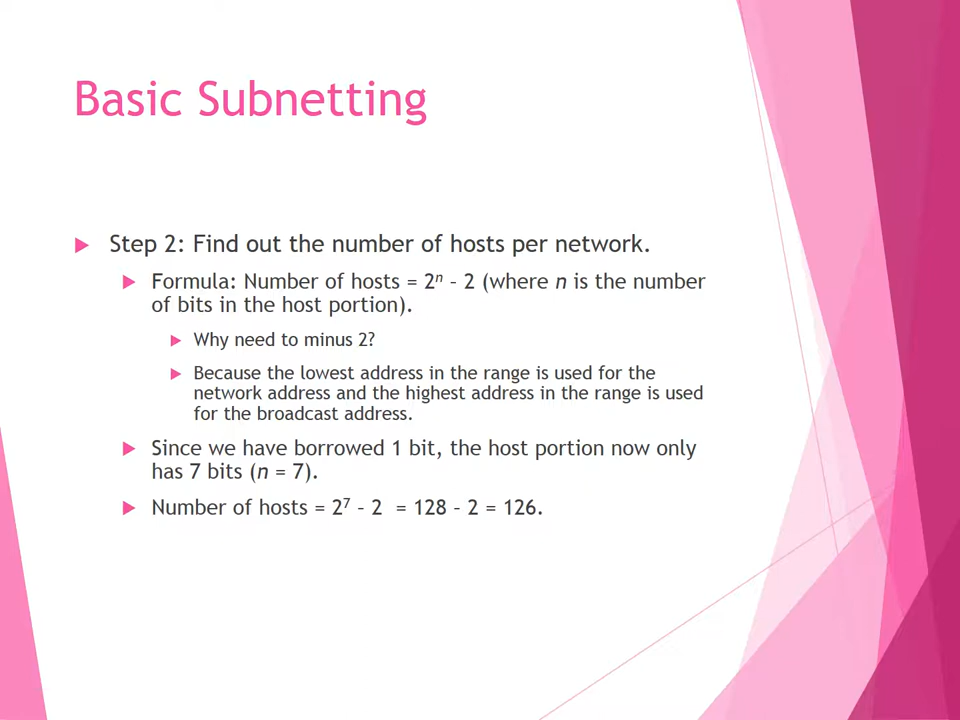 Basic Subnetting
Step 2: Find out the number of hosts per network.
Formula: Number of hosts = 2ⁿ – 2 (where n is the number
of bits in the host portion).
Why need to minus 2?
Because the lowest address in the range is used for the
network address and the highest address in the range is used
for the broadcast address.
Since we have borrowed 1 bit, the host portion now only
has 7 bits (n = 7).
Number of hosts = 2⁷ – 2 = 128 – 2 = 126.